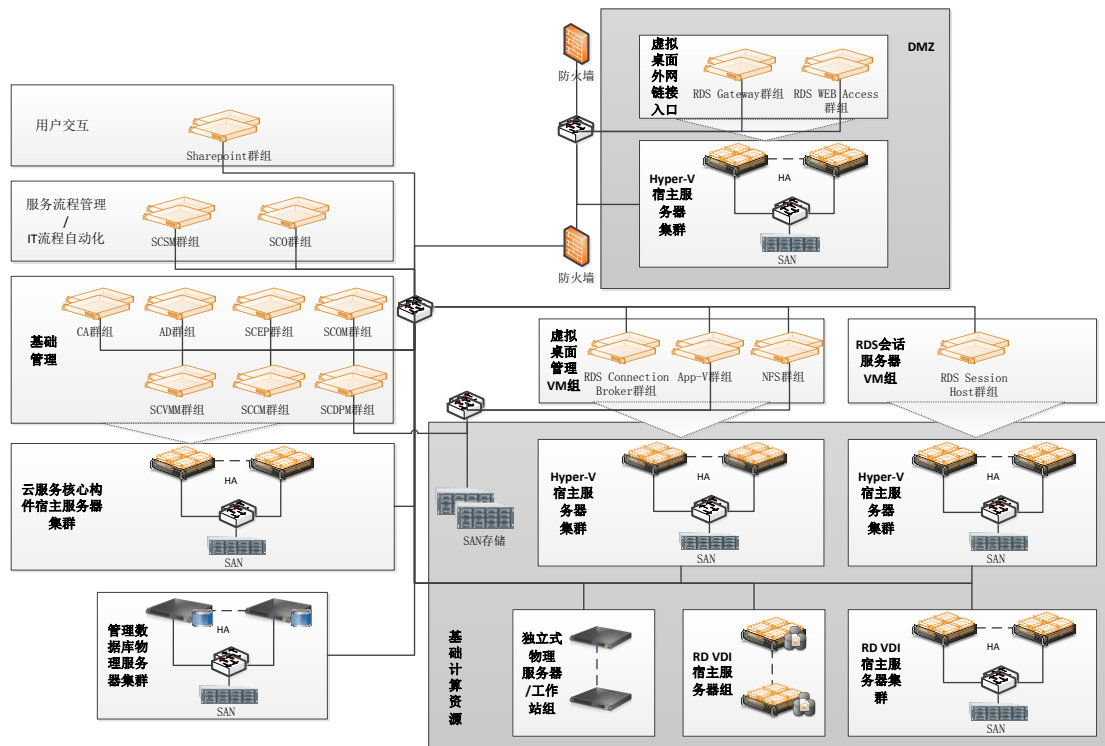 防火墙
DMZ
虚拟
桌面
外网
链接
入口
RDS Gateway群组
RDS WEB Access
群组
Hyper-V
宿主服
务器
集群
HA
SAN
防火墙
用户交互
Sharepoint群组
服务流程管理
/
IT流程自动化
SCSM群组
SCO群组
基础
管理
CA群组
AD群组
SCEP群组
SCOM群组
SCVMM群组
SCCM群组
SCDPM群组
云服务核心构
件宿主服务器
集群
HA
SAN
管理数
据库物
理服务
器集群
HA
SAN
虚拟
桌面
管理
VM组
RDS Connection
Broker群组
App-V群组
NFS群组
RDS会话
服务器
VM组
RDS Session
Host群组
SAN存储
Hyper-V
宿主服
务器
集群
HA
SAN
Hyper-V
宿主服
务器
集群
HA
SAN
基
础
计
算
资
源
独立式
物理
服务器
/工作
站组
RD VDI
宿主服
务器组
RD VDI
宿主服
务器集
群
HA
SAN